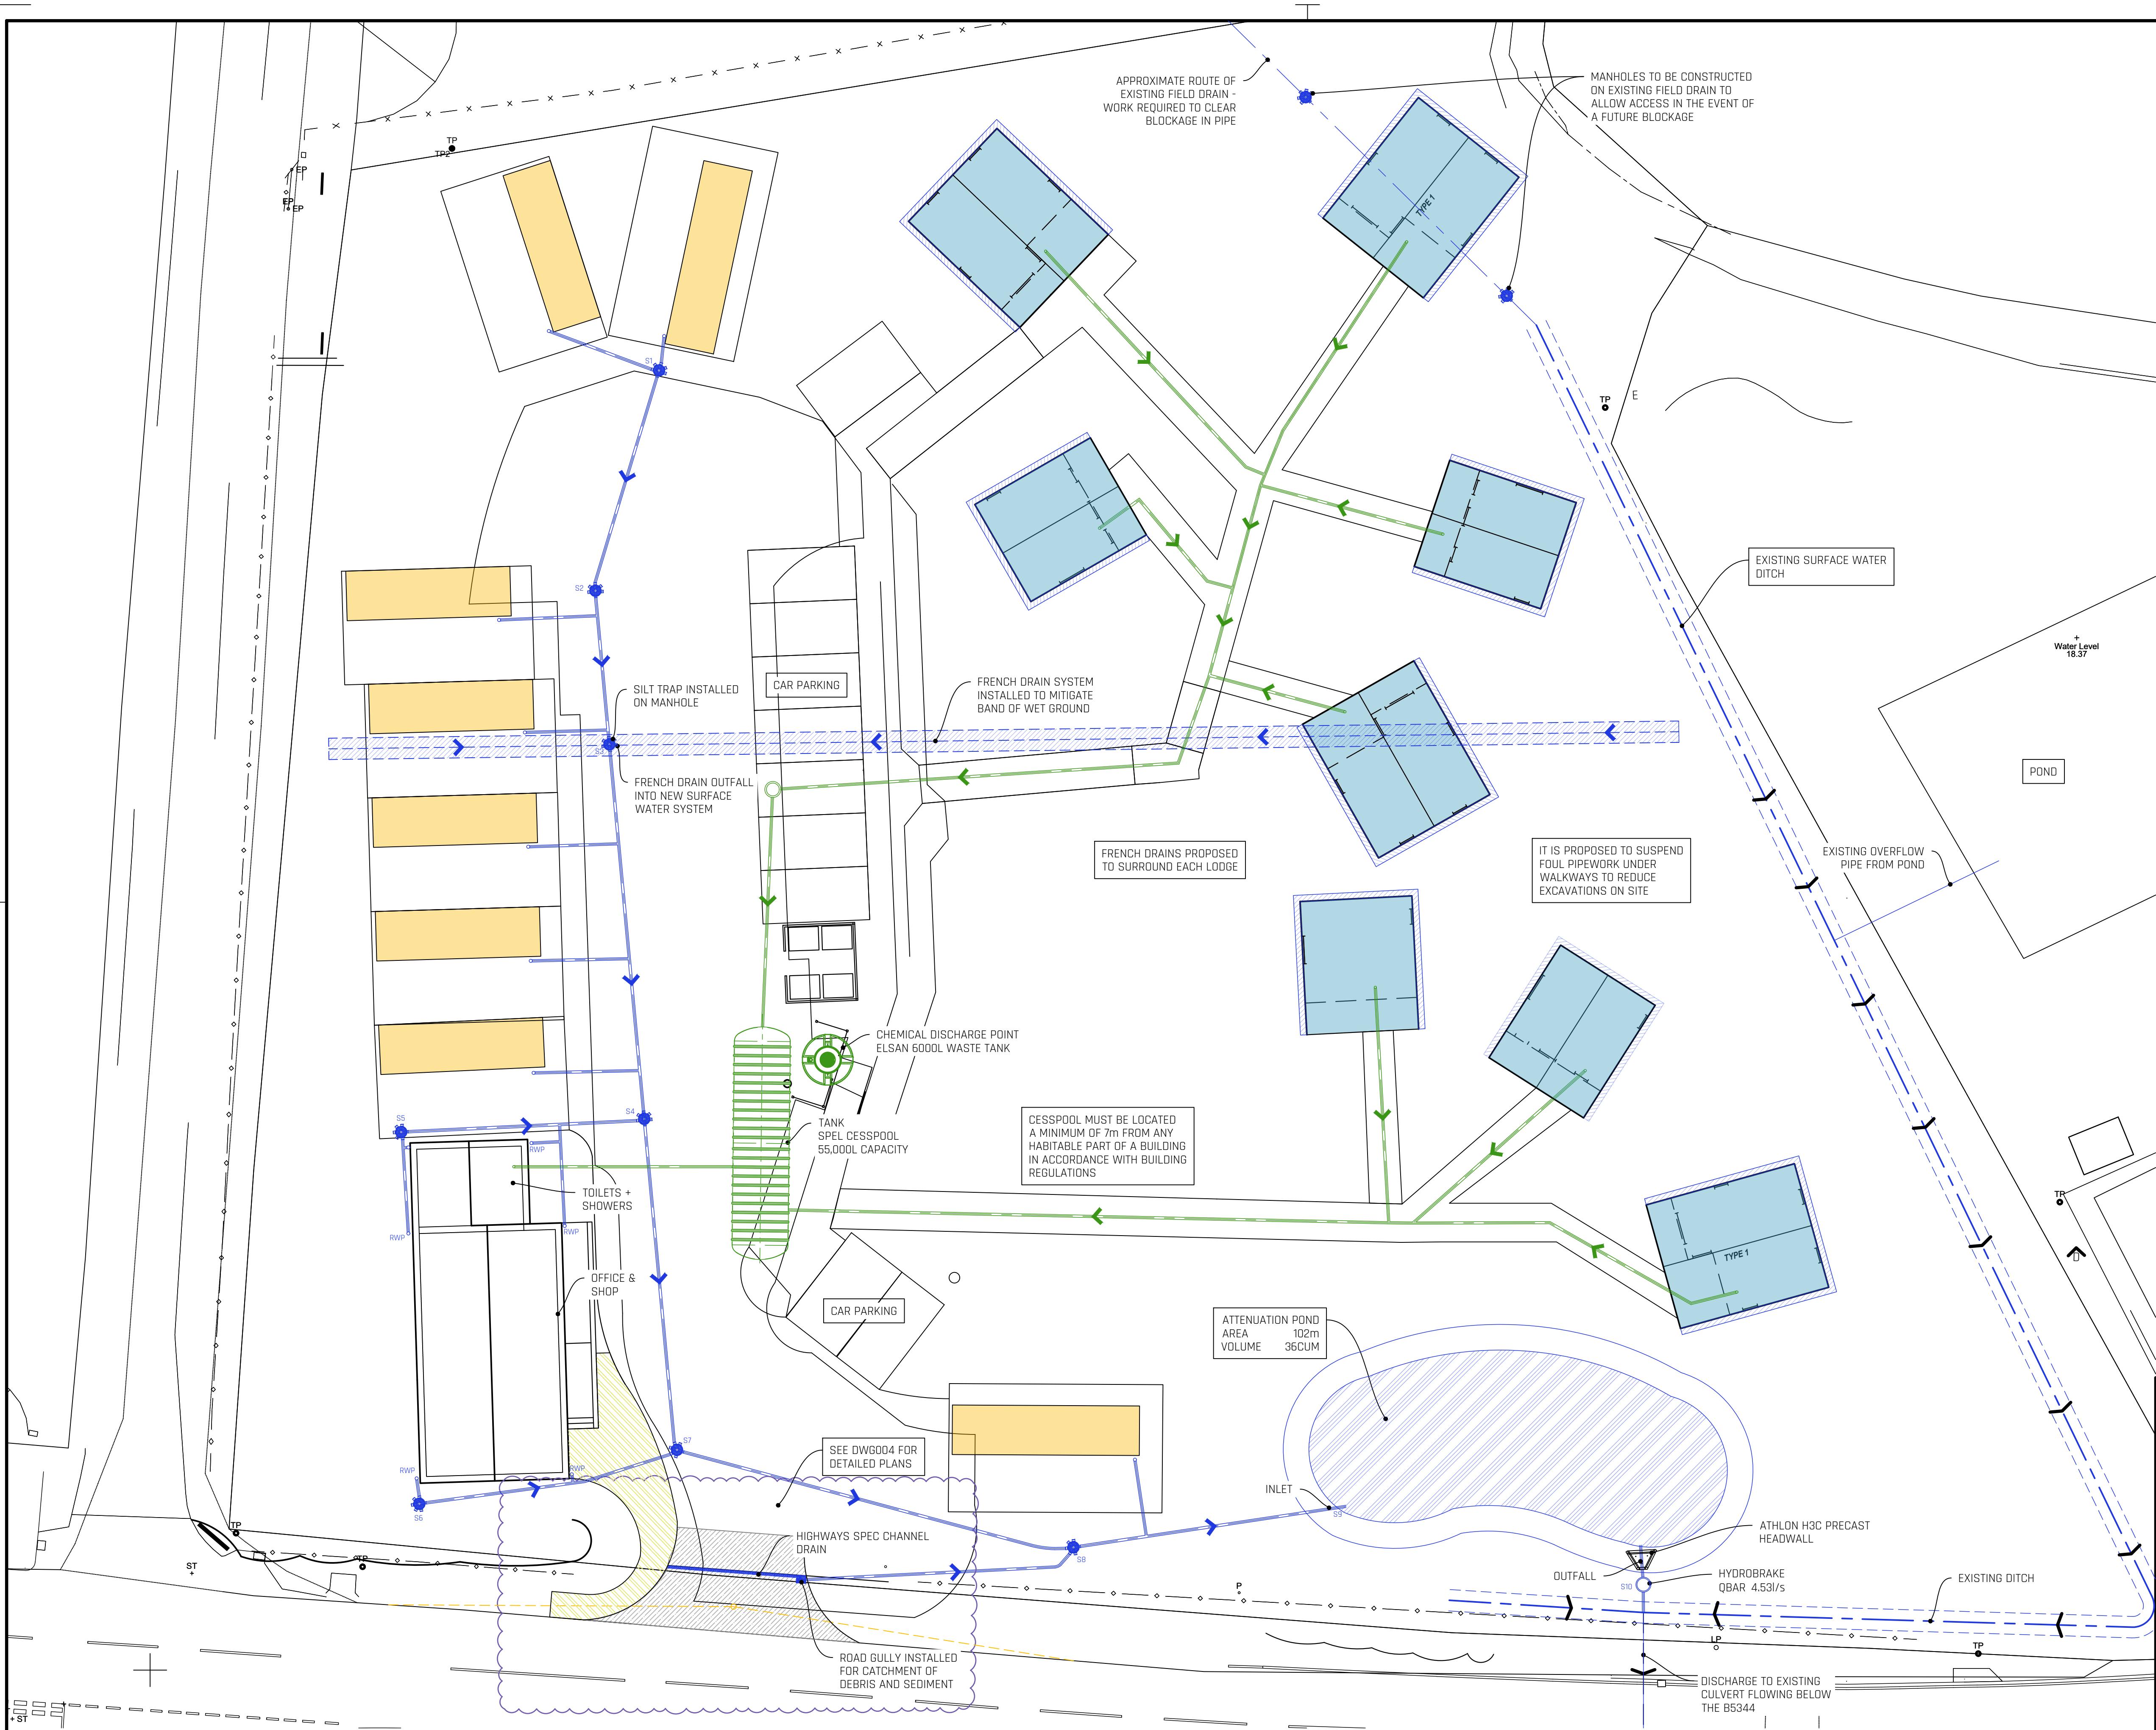 APPROXIMATE ROUTE OF
EXISTING FIELD DRAIN -
WORK REQUIRED TO CLEAR
BLOCKAGE IN PIPE
MANHOLES TO BE CONSTRUCTED
ON EXISTING FIELD DRAIN TO
ALLOW ACCESS IN THE EVENT OF
A FUTURE BLOCKAGE
TP
TP2
EP
EP
EP
TYPE 1
S1
TP
E
EXISTING SURFACE WATER
DITCH
S2
Water Level
18.37
SILT TRAP INSTALLED
ON MANHOLE
CAR PARKING
FRENCH DRAIN SYSTEM
INSTALLED TO MITIGATE
BAND OF WET GROUND
S3
FRENCH DRAIN OUTFALL
INTO NEW SURFACE
WATER SYSTEM
POND
FRENCH DRAINS PROPOSED
TO SURROUND EACH LODGE
IT IS PROPOSED TO SUSPEND
FOUL PIPEWORK UNDER
WALKWAYS TO REDUCE
EXCAVATIONS ON SITE
EXISTING OVERFLOW
PIPE FROM POND
CHEMICAL DISCHARGE POINT
ELSAN 6000L WASTE TANK
S5
S4
TANK
SPEL CESSPOOL
55,000L CAPACITY
CESSPOOL MUST BE LOCATED
A MINIMUM OF 7m FROM ANY
HABITABLE PART OF A BUILDING
IN ACCORDANCE WITH BUILDING
REGULATIONS
RWP
TOILETS +
SHOWERS
TP
RWP
RWP
TYPE 1
OFFICE &
SHOP
CAR PARKING
ATTENUATION POND
AREA 102m
VOLUME 36CUM
S7
SEE DWG004 FOR
DETAILED PLANS
RWP
RWP
INLET
S9
S6
TP
HIGHWAYS SPEC CHANNEL
DRAIN
ATHLON H3C PRECAST
HEADWALL
TP
ST
S8
OUTFALL
HYDROBRAKE
QBAR 4.53l/s
EXISTING DITCH
S10
P
LP
TP
ROAD GULLY INSTALLED
FOR CATCHMENT OF
DEBRIS AND SEDIMENT
DISCHARGE TO EXISTING
CULVERT FLOWING BELOW
THE B5344
ST